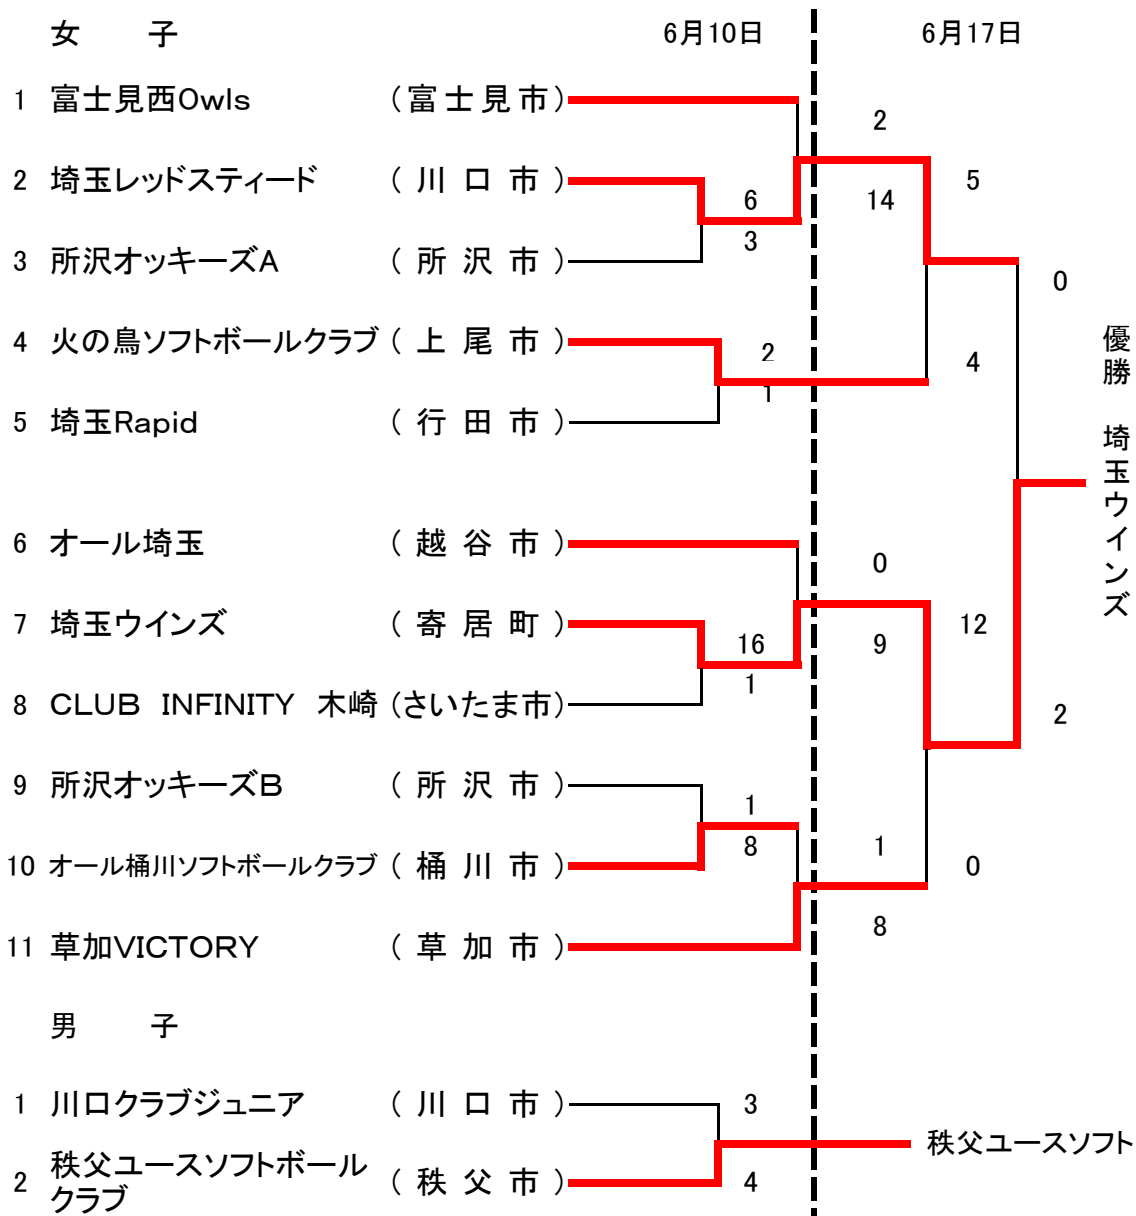 女　子　6月10日　6月17日
1 富士見西Owls （富士見市）
2
2 埼玉レッドスティード （川口市）
5
6
14
3
3 所沢オッキーズA （所沢市）
0
4 火の鳥ソフトボールクラブ （上尾市）
2
4
1
5 埼玉Rapid （行田市）
優勝　埼玉ウインズ
6 オール埼玉 （越谷市）
0
7 埼玉ウインズ （寄居町）
12
16
9
1
8 CLUB INFINITY 木崎 （さいたま市）
2
9 所沢オッキーズB （所沢市）
1
8
1
10 オール桶川ソフトボールクラブ （桶川市）
0
8
11 草加VICTORY （草加市）
男　子
1 川口クラブジュニア （川口市） 3
秩父ユースソフト
2 秩父ユースソフトボール
クラブ （秩父市） 4